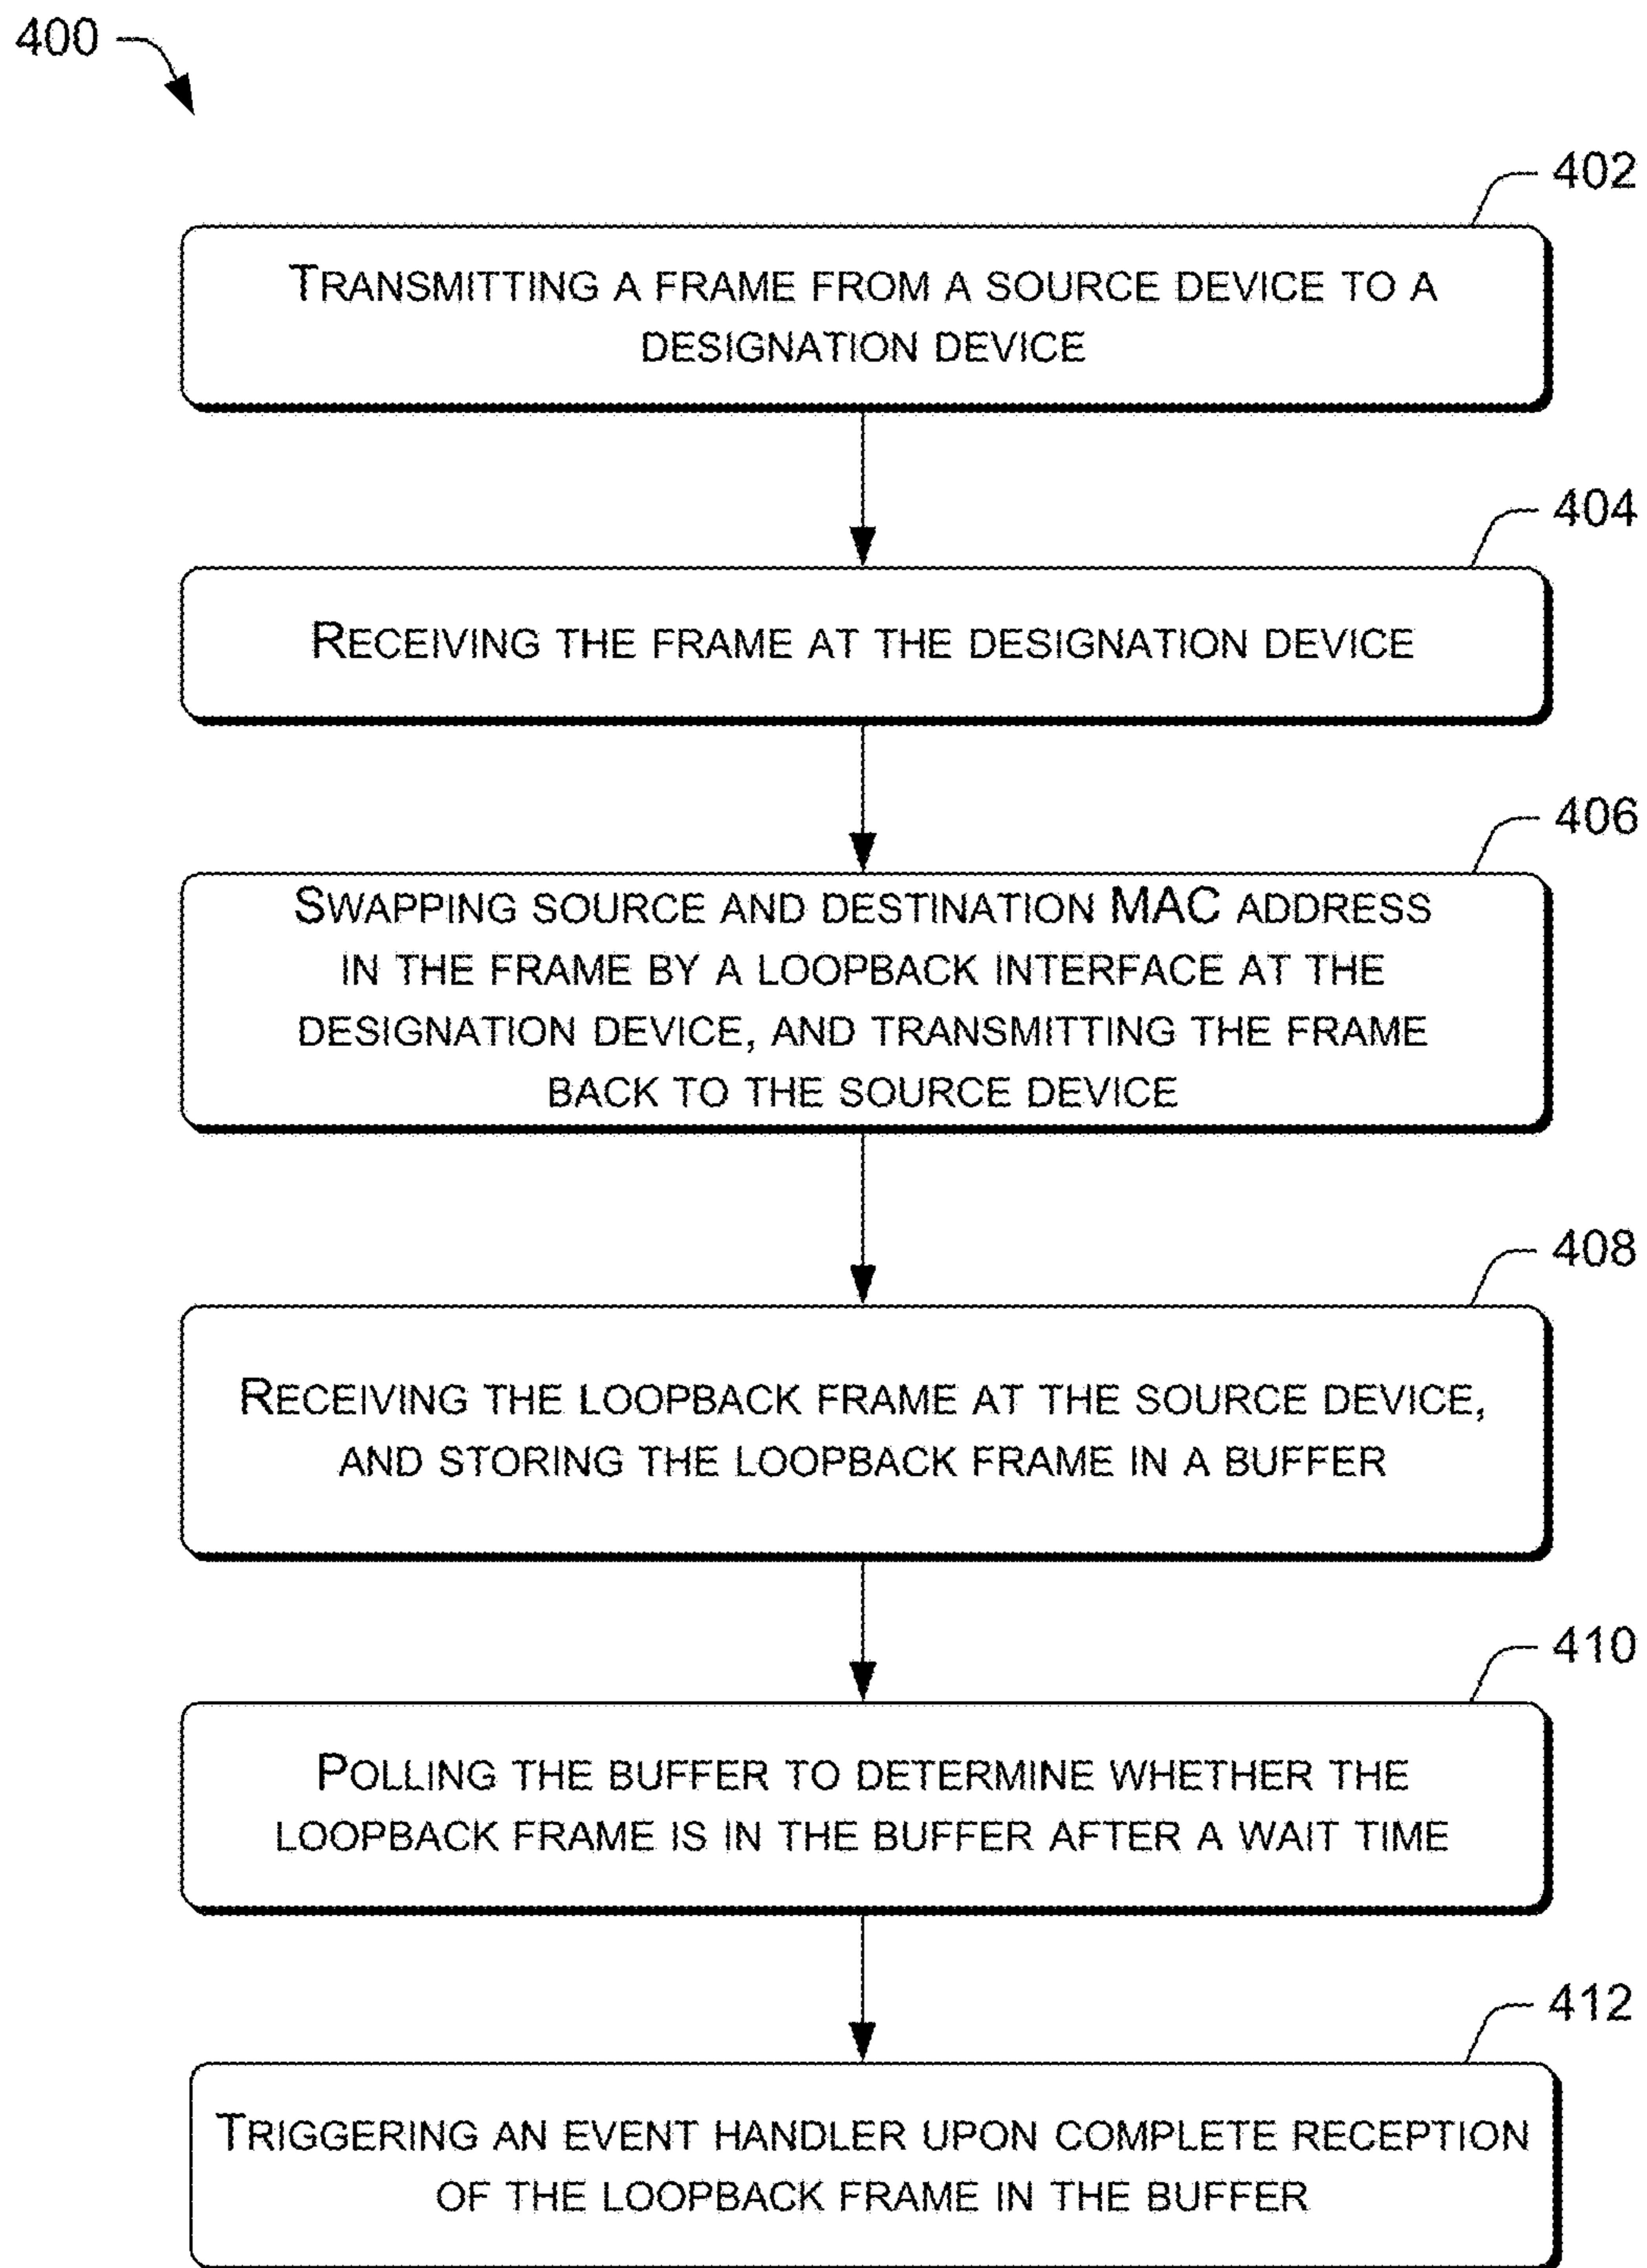 400
402
TRANSMITTING A FRAME FROM A SOURCE DEVICE TO A
DESIGNATION DEVICE
404
RECEIVING THE FRAME AT THE DESIGNATION DEVICE
406
SWAPPING SOURCE AND DESTINATION MAC ADDRESS
IN THE FRAME BY A LOOPBACK INTERFACE AT THE
DESIGNATION DEVICE, AND TRANSMITTING THE FRAME
BACK TO THE SOURCE DEVICE
408
RECEIVING THE LOOPBACK FRAME AT THE SOURCE DEVICE,
AND STORING THE LOOPBACK FRAME IN A BUFFER
410
POLLING THE BUFFER TO DETERMINE WHETHER THE
LOOPBACK FRAME IS IN THE BUFFER AFTER A WAIT TIME
412
TRIGGERING AN EVENT HANDLER UPON COMPLETE RECEPTION
OF THE LOOPBACK FRAME IN THE BUFFER